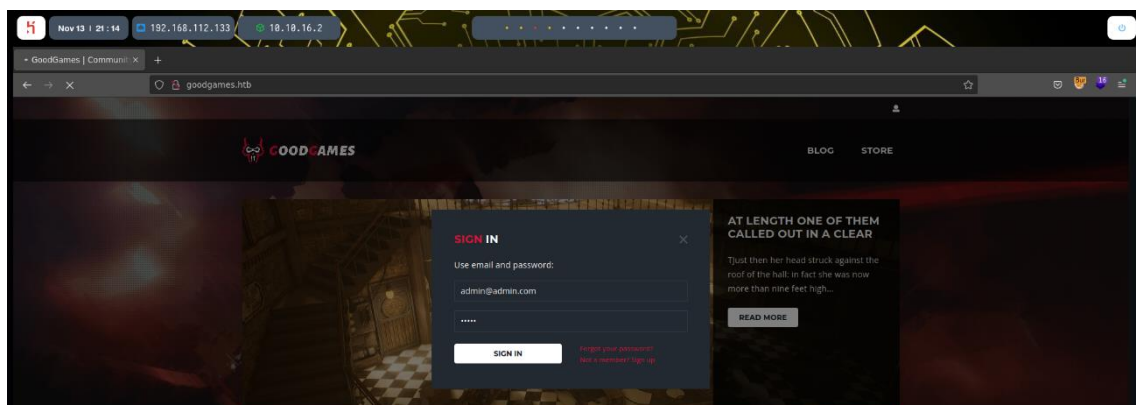 Nov 13 | 21:14 192.168.112.133 10.10.16.2
GoodGames | Communit × +
goodgames.htb
16
GOODGAMES BLOG STORE
SIGN IN
Use email and password:
admin@admin.com
•••••
SIGN IN
Forgot your password?
Not a member? Sign up
AT LENGTH ONE OF THEM
CALLED OUT IN A CLEAR
TJust then her head struck against the
roof of the hall: in fact she was now
more than nine feet high...
READ MORE